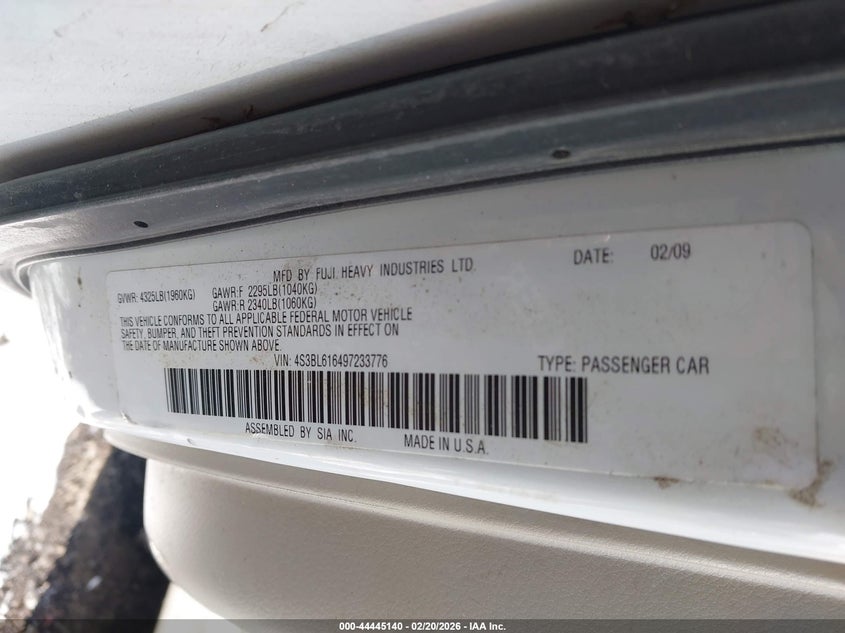 MFD BY FUJI HEAVY INDUSTRIES LTD. DATE: 02/09
GVWR: 4325LB(1960KG) GAWR:F 2295LB(1040KG)
GAWR:R 2340LB(1060KG)
THIS VEHICLE CONFORMS TO ALL APPLICABLE FEDERAL MOTOR VEHICLE
SAFETY, BUMPER, AND THEFT PREVENTION STANDARDS IN EFFECT ON
THE DATE OF MANUFACTURE SHOWN ABOVE.
VIN: 4S3BL616497233776 TYPE: PASSENGER CAR
ASSEMBLED BY SIA INC. MADE IN U.S.A.
000-44445140 | 02/20/2026 – IAA Inc.